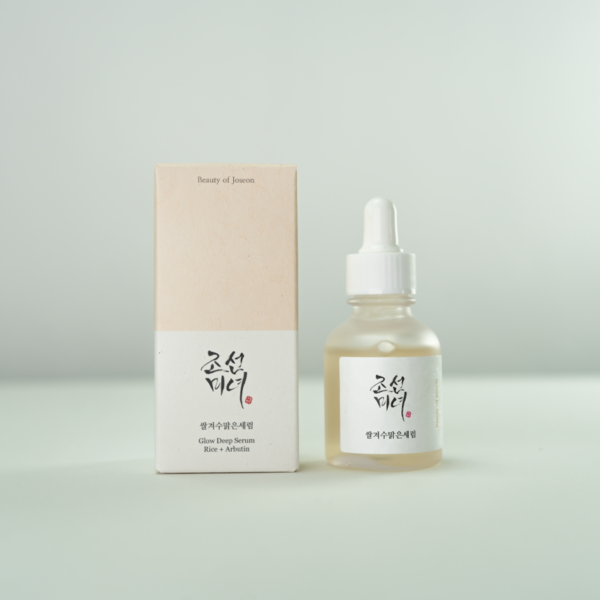 Beauty of Joseon
조선
미녀
쌀겨수맑은세럼
Glow Deep Serum
Rice + Arbutin
조선
미녀
쌀겨수맑은세럼